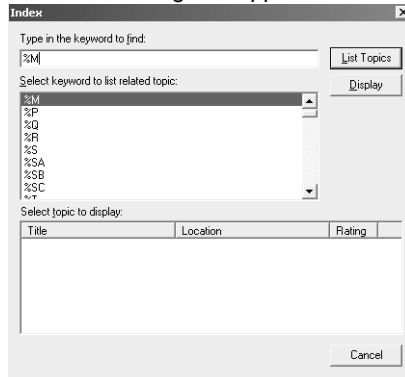 Index
Type in the keyword to find:
%M
List Topics
Select keyword to list related topic:
Display
%M
%P
%Q
%R
%S
%SA
%SB
%SC
Select topic to display:
Title Location Rating
Cancel